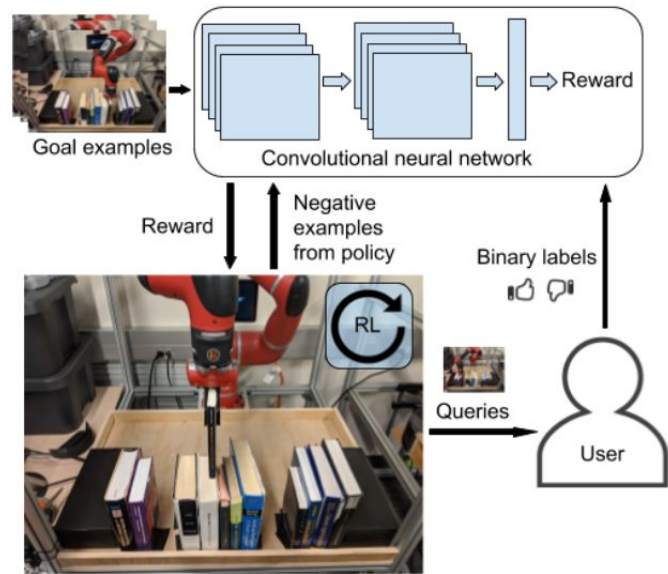 Reward
Goal examples
Convolutional neural network
Reward
Negative
examples
from policy
Binary labels
RL
Queries
User